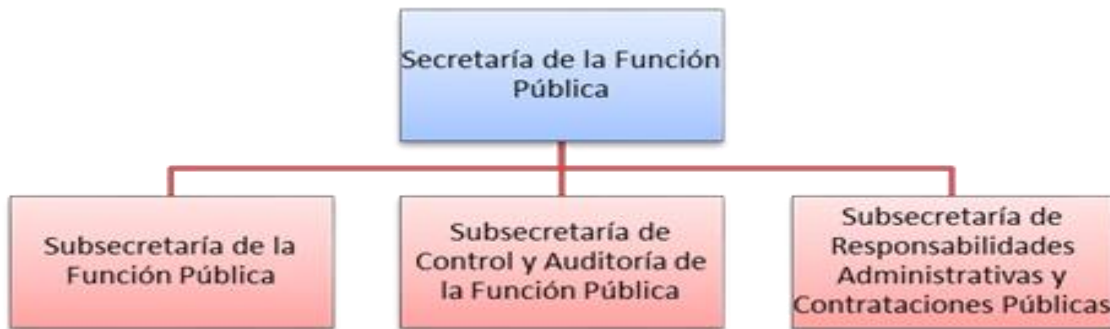 Secretaría de la Función
Pública
Subsecretaría de la
Función Pública
Subsecretaría de
Control y Auditoría de
la Función Pública
Subsecretaría de
Responsabilidades
Administrativas y
Contrataciones Públicas